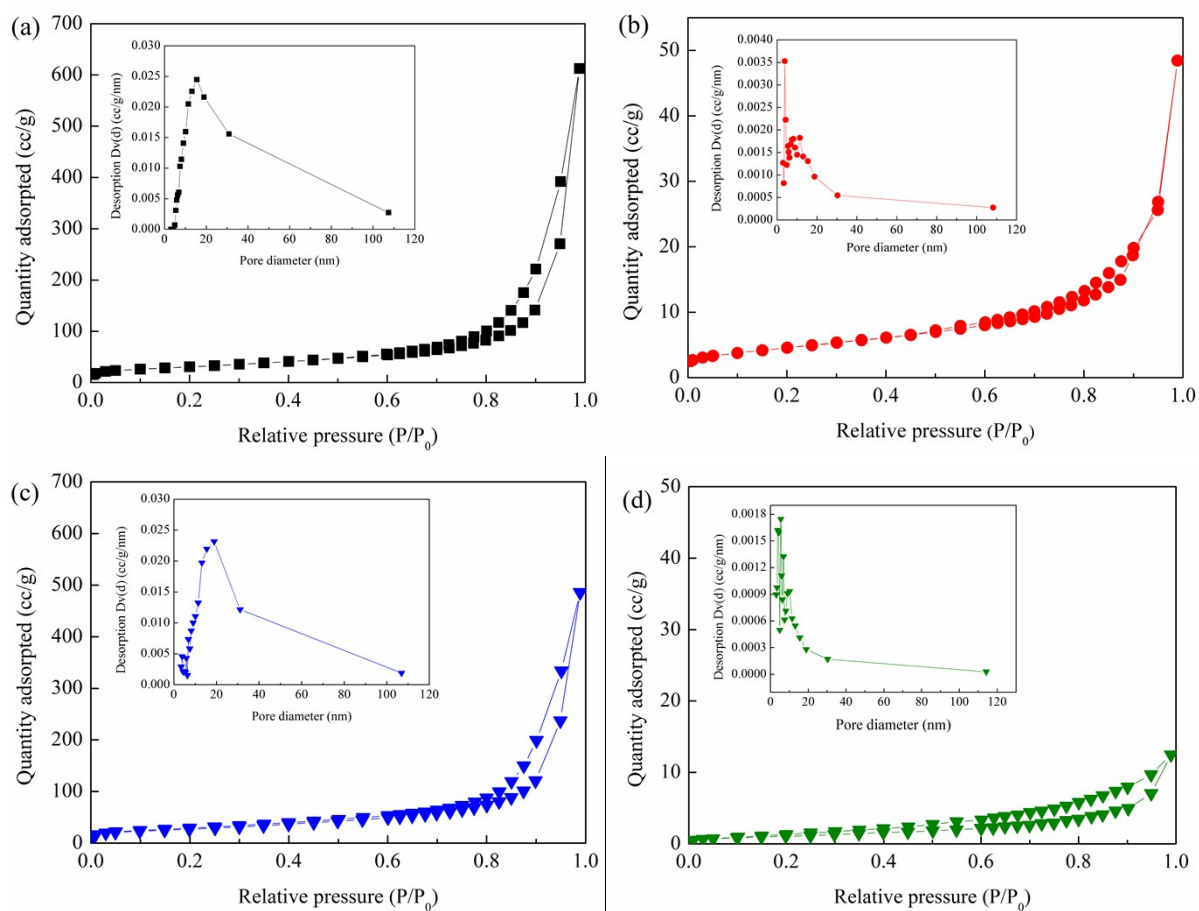 (a)
700
600
500
400
300
200
100
0
0.0 0.2 0.4 0.6 0.8 1.0
Quantity adsorpted (cc/g)
Relative pressure (P/P0)
0.030
0.025
0.020
0.015
0.010
0.005
0.000
0 20 40 60 80 100 120
Desorption Dv(d) (cc/g/nm)
Pore diameter (nm)
(b)
50
40
30
20
10
0
0.0 0.2 0.4 0.6 0.8 1.0
Quantity adsorpted (cc/g)
Relative pressure (P/P0)
0.0040
0.0035
0.0030
0.0025
0.0020
0.0015
0.0010
0.0005
0.0000
0 20 40 60 80 100 120
Desorption Dv(d) (cc/g/nm)
Pore diameter (nm)
(c)
700
600
500
400
300
200
100
0
0.0 0.2 0.4 0.6 0.8 1.0
Quantity adsorpted (cc/g)
Relative pressure (P/P0)
0.030
0.025
0.020
0.015
0.010
0.005
0.000
0 20 40 60 80 100 120
Desorption Dv(d) (cc/g/nm)
Pore diameter (nm)
(d)
50
40
30
20
10
0
0.0 0.2 0.4 0.6 0.8 1.0
Quantity adsorpted (cc/g)
Relative pressure (P/P0)
0.0018
0.0015
0.0012
0.0009
0.0006
0.0003
0.0000
0 20 40 60 80 100 120
Desorption Dv(d) (cc/g/nm)
Pore diameter (nm)